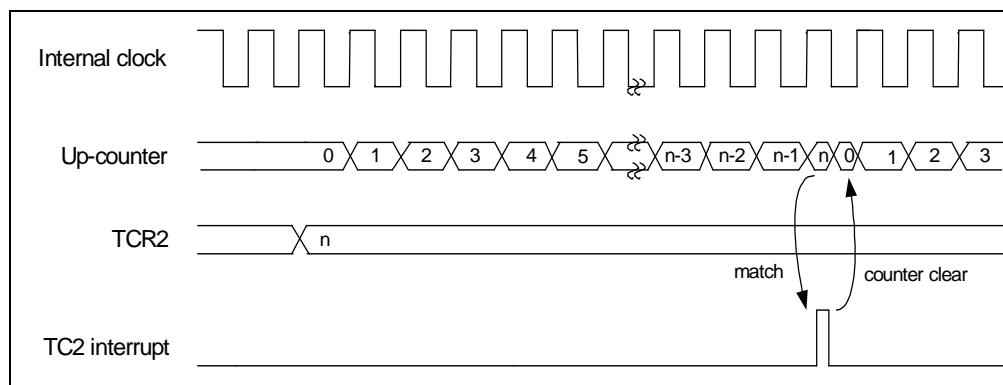 Internal clock
Up-counter 0 1 2 3 4 5 n-3 n-2 n-1 n 0 1 2 3
TCR2 n
match counter clear
TC2 interrupt